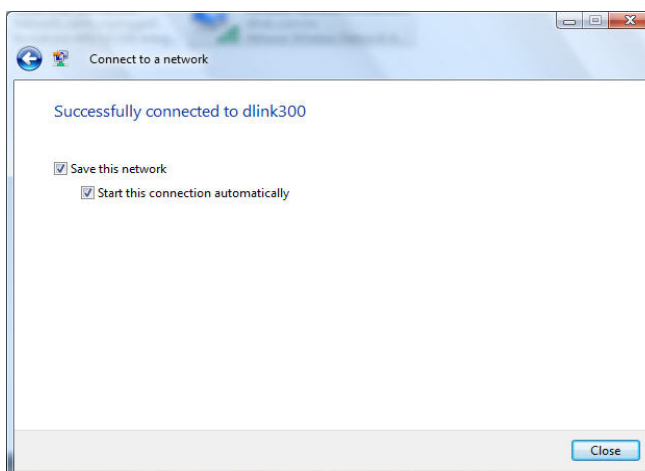 Connect to a network
Successfully connected to dlink300
Save this network
Start this connection automatically
Close